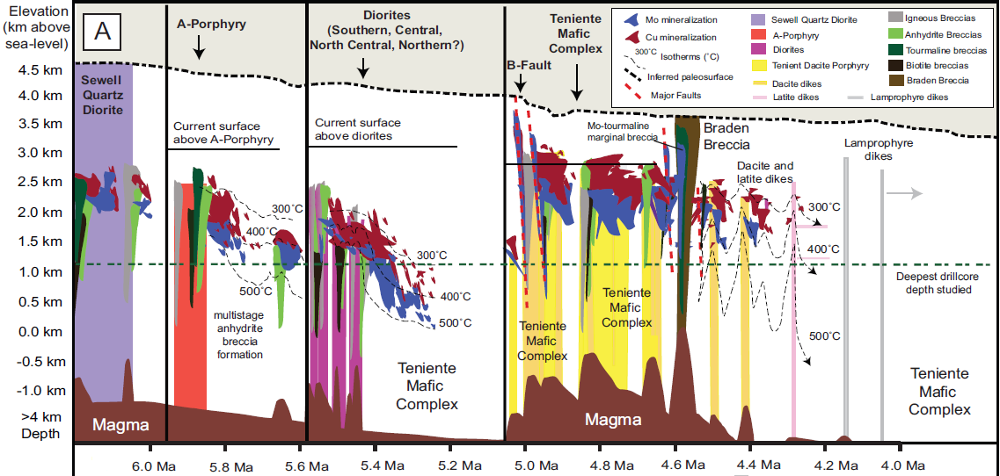 Elevation
(km above
sea-level)
4.5 km
4.0 km
3.5 km
3.0 km
2.5 km
2.0 km
1.5 km
1.0 km
0.5 km
0.0 km
-0.5 km
-1.0 km
>4 km
Depth
A
A-Porphyry
Diorites
(Southern, Central,
North Central, Northern?)
B-Fault
Teniente
Mafic
Complex
Mo mineralization
Cu mineralization
300°C
Isotherms (°C)
Inferred paleosurface
Major Faults
Sewell Quartz Diorite
A-Porphyry
Diorites
Tenient Dacite Porphyry
Dacite dikes
Latite dikes
Igneous Breccias
Anhydrite Breccias
Tourmaline breccias
Biotite breccias
Braden Breccia
Lamprophyre dikes
Sewell
Quartz
Diorite
Current surface
above A-Porphyry
Current surface
above diorites
Mo-tourmaline
marginal breccia
Braden
Breccia
Dacite and
latite dikes
Lamprophyre
dikes
300°C
400°C
500°C
multistage
anhydrite
breccia
formation
300°C
400°C
500°C
Teniente
Mafic
Complex
Teniente
Mafic
Complex
Teniente
Mafic
Complex
300°C
400°C
500°C
Deepest drillcore
depth studied
Teniente
Mafic
Complex
Magma
Magma
6.0 Ma
5.8 Ma
5.6 Ma
5.4 Ma
5.2 Ma
5.0 Ma
4.8 Ma
4.6 Ma
4.4 Ma
4.2 Ma
4.0 Ma